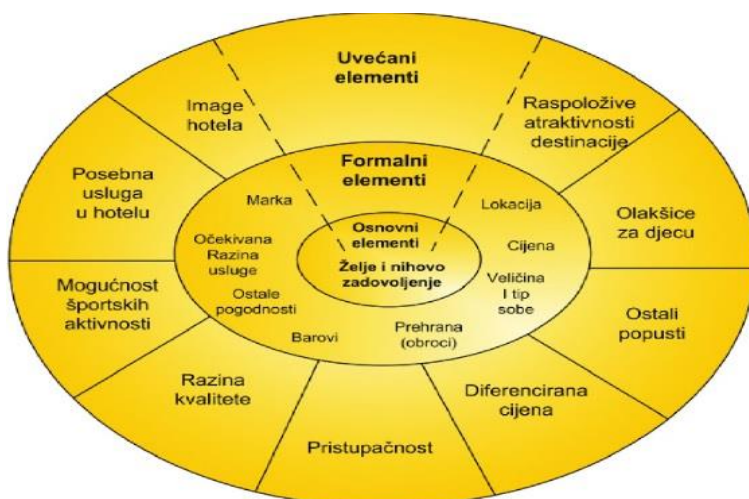 Uvećani
elementi
Image
hotela
Raspoložive
atraktivnosti
destinacije
Formalni
elementi
Posebna
usluga
u hotelu
Marka
Lokacija
Olakšice
za djecu
Osnovni
elementi
Očekivana
Razina
usluge
Cijena
Želje i nihovo
zadovoljenje
Mogućnost
športskih
aktivnosti
Ostale
pogodnosti
Veličina
I tip
sobe
Ostali
popusti
Barovi
Prehrana
(obroci)
Razina
kvalitete
Diferencirana
cijena
Pristupačnost